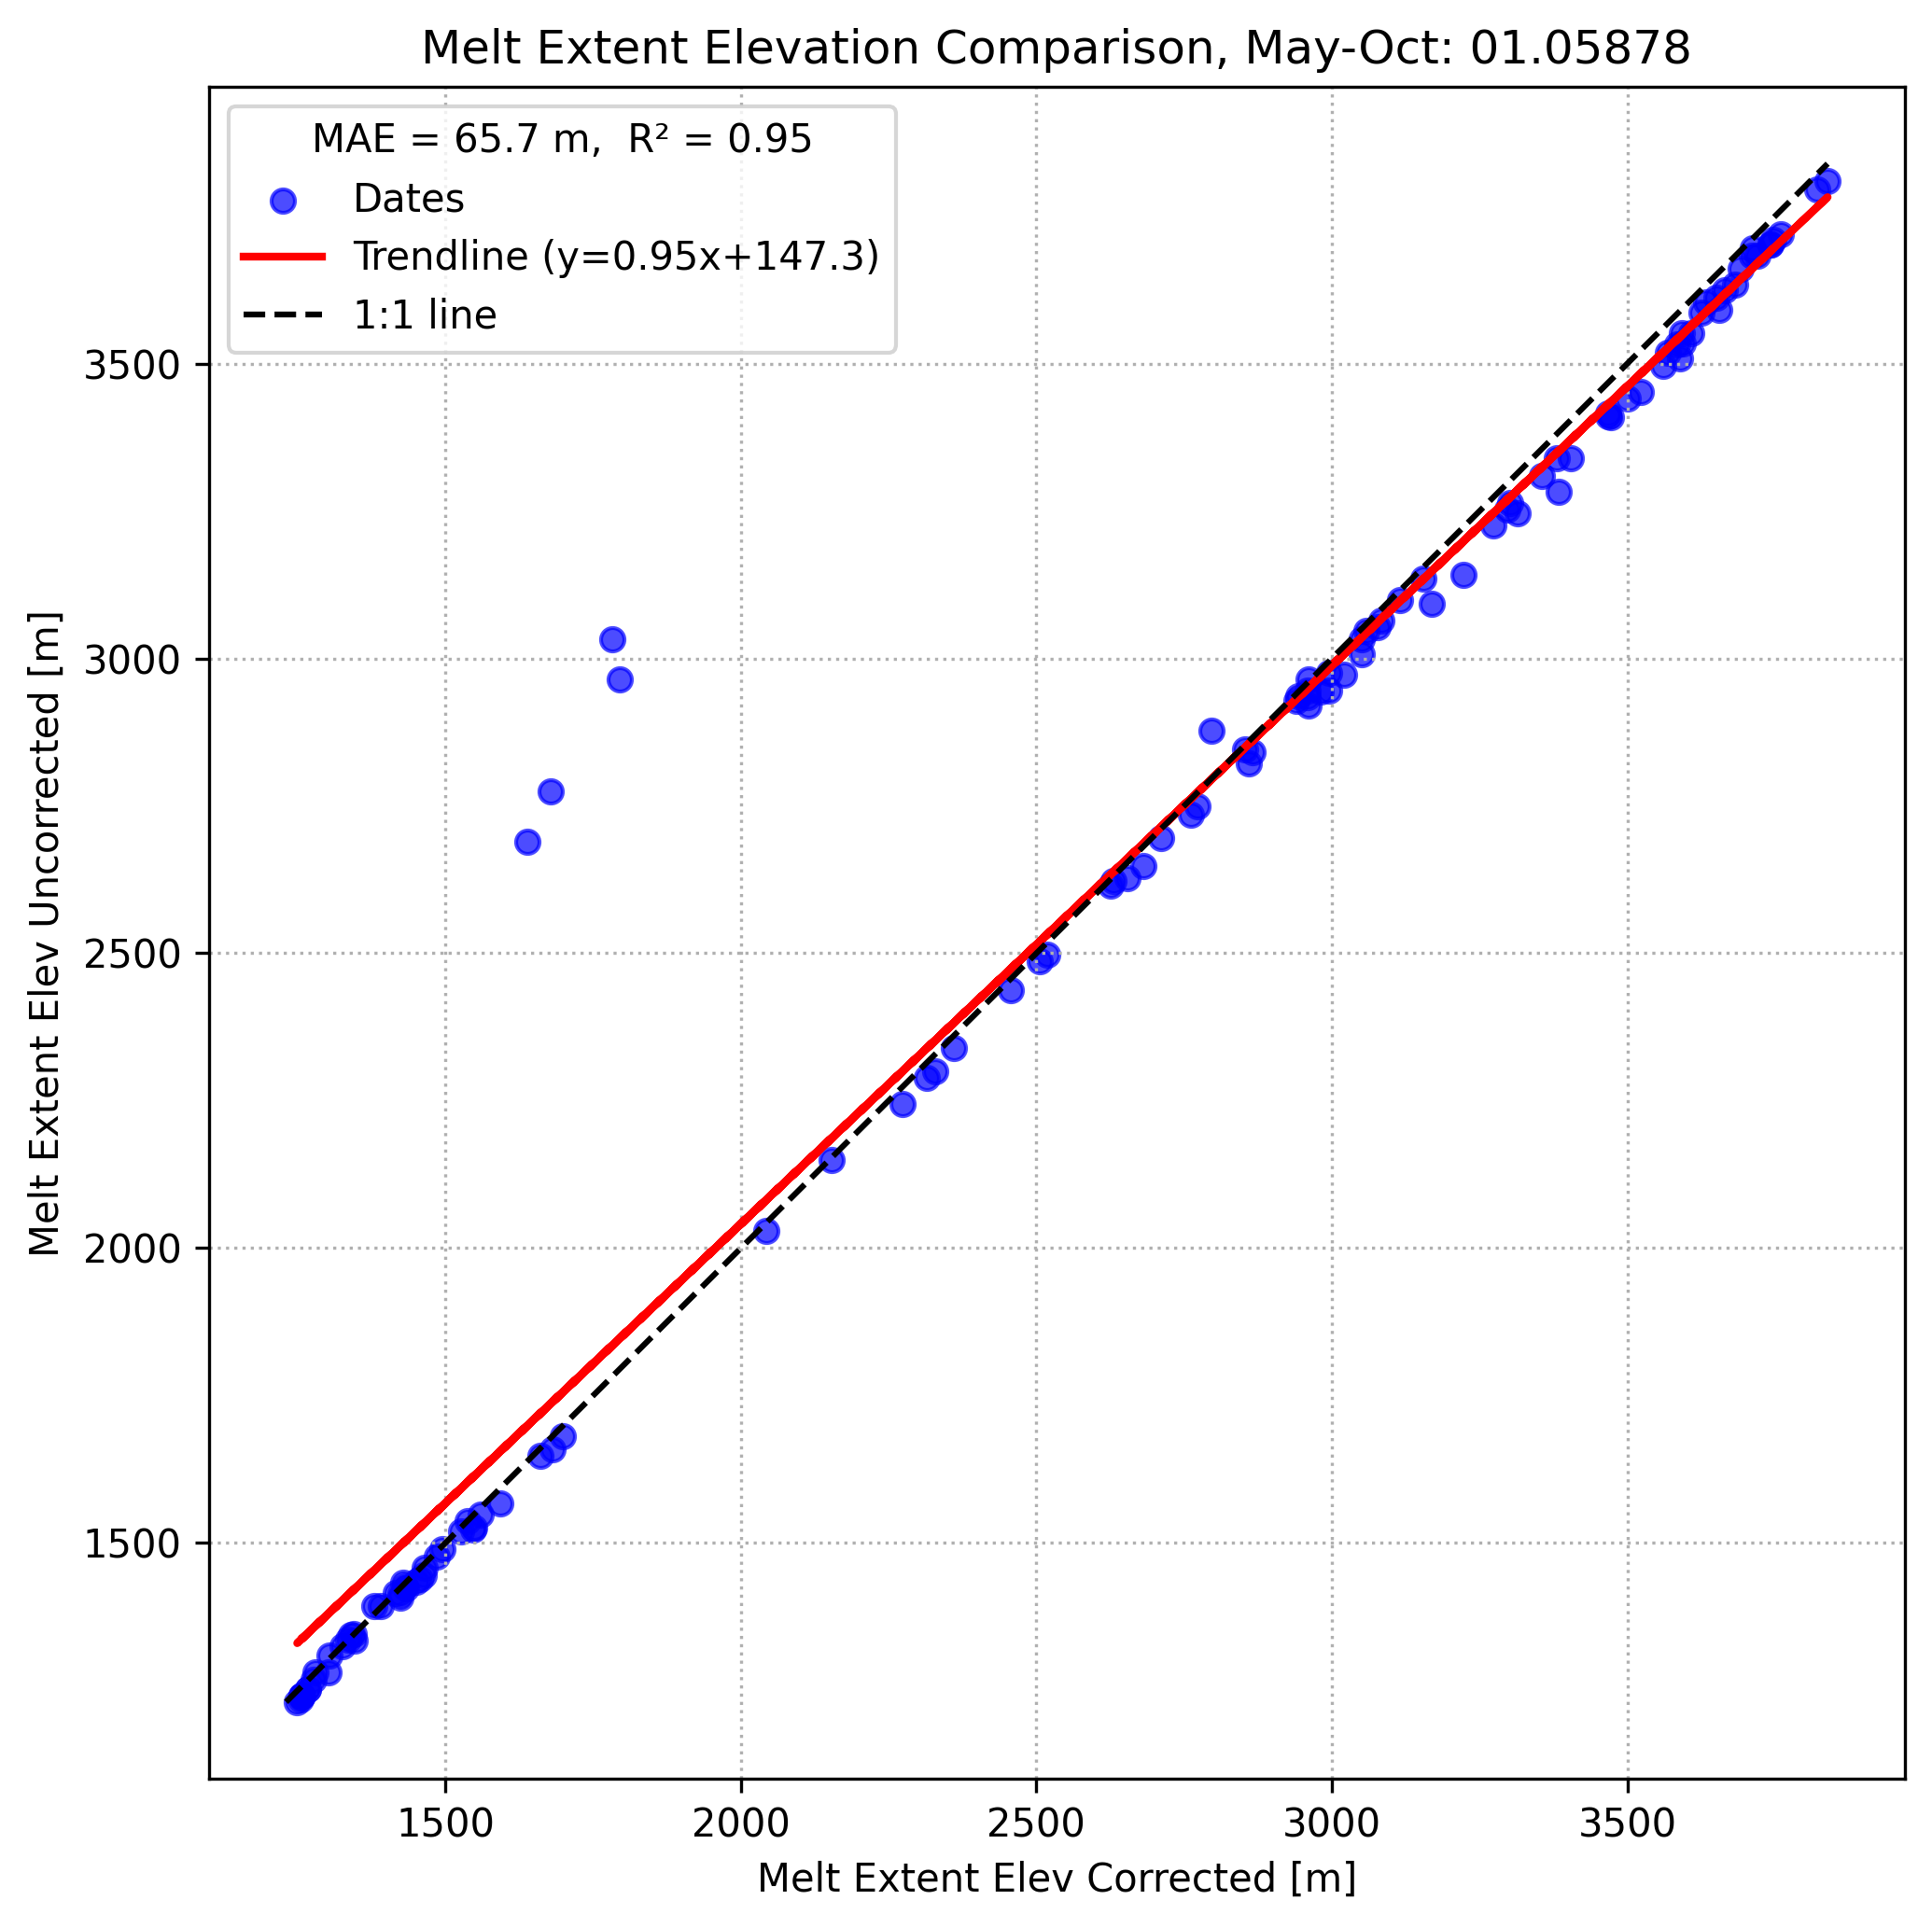 Melt Extent Elevation Comparison, May-Oct: 01.05878
MAE = 65.7 m,  R² = 0.95
Dates
Trendline (y=0.95x+147.3)
1:1 line
Melt Extent Elev Uncorrected [m]
3500
3000
2500
2000
1500
1500
2000
2500
3000
3500
Melt Extent Elev Corrected [m]